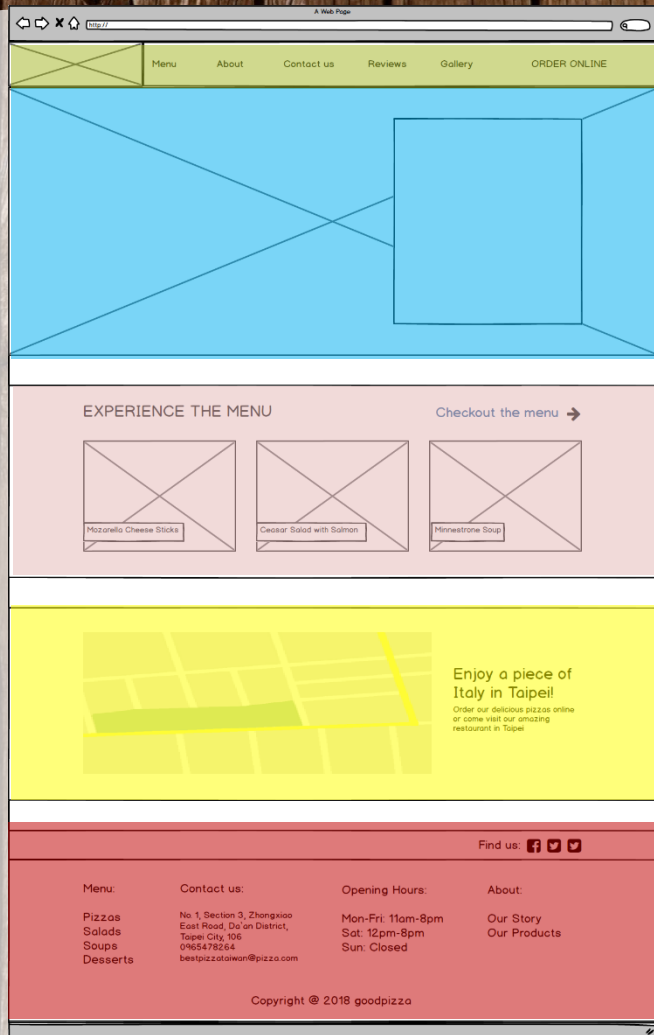 A Web Page
http://
Menu About Contact us Reviews Gallery ORDER ONLINE
EXPERIENCE THE MENU
Checkout the menu
Mozarella Cheese Sticks
Ceasar Salad with Salmon
Minnestrone Soup
Enjoy a piece of
Italy in Taipei!
Order our delicious pizzas online
or come visit our amazing
restaurant in Taipei
Find us:
Menu:
Pizzas
Salads
Soups
Desserts
Contact us:
No. 1, Section 3, Zhongxiao
East Road, Da'an District,
Taipei City, 106
0965478264
bestpizzataiwan@pizza.com
Opening Hours:
Mon-Fri: 11am-8pm
Sat: 12pm-8pm
Sun: Closed
About:
Our Story
Our Products
Copyright @ 2018 goodpizza